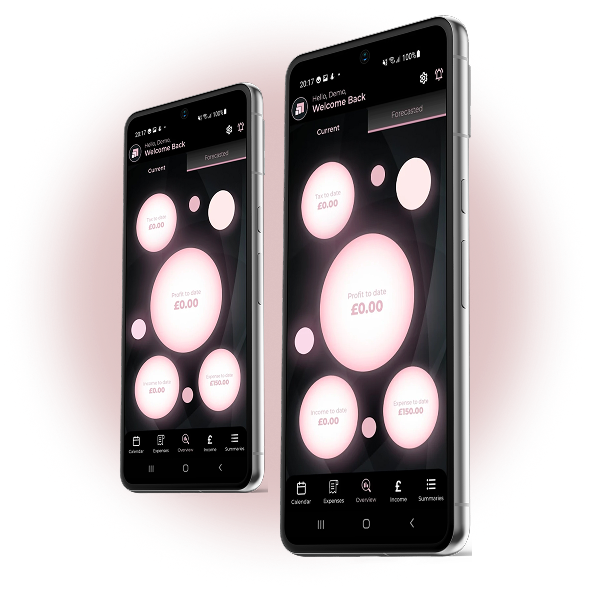 20:17
100%
Hello, Demo,
Welcome Back
Current
Forecasted
Tax to date
£0.00
Profit to date
£0.00
Income to date
£0.00
Expense to date
£150.00
Calendar
Expenses
Overview
£
Income
Summaries
20:17
100%
Hello, Demo,
Welcome Back
Current
Forecasted
Tax to date
£0.00
Profit to date
£0.00
Income to date
£0.00
Expense to date
£150.00
Calendar
Expenses
Overview
£
Income
Summaries